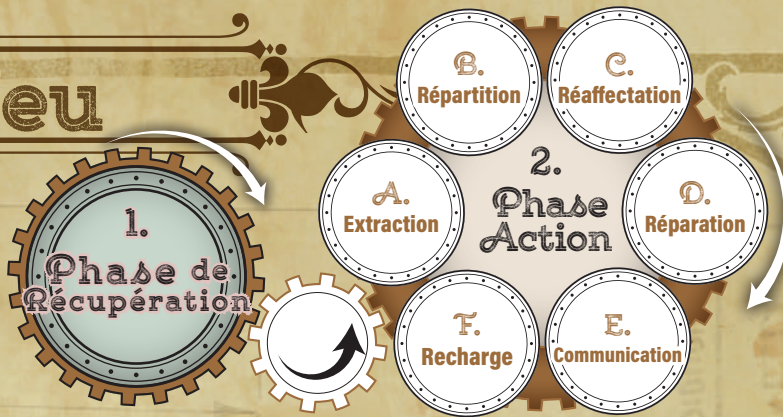 eu
1.
Phase de
Récupération
2.
Phase
Action
A.
Extraction
B.
Répartition
C.
Réaffectation
D.
Réparation
E.
Communication
F.
Recharge